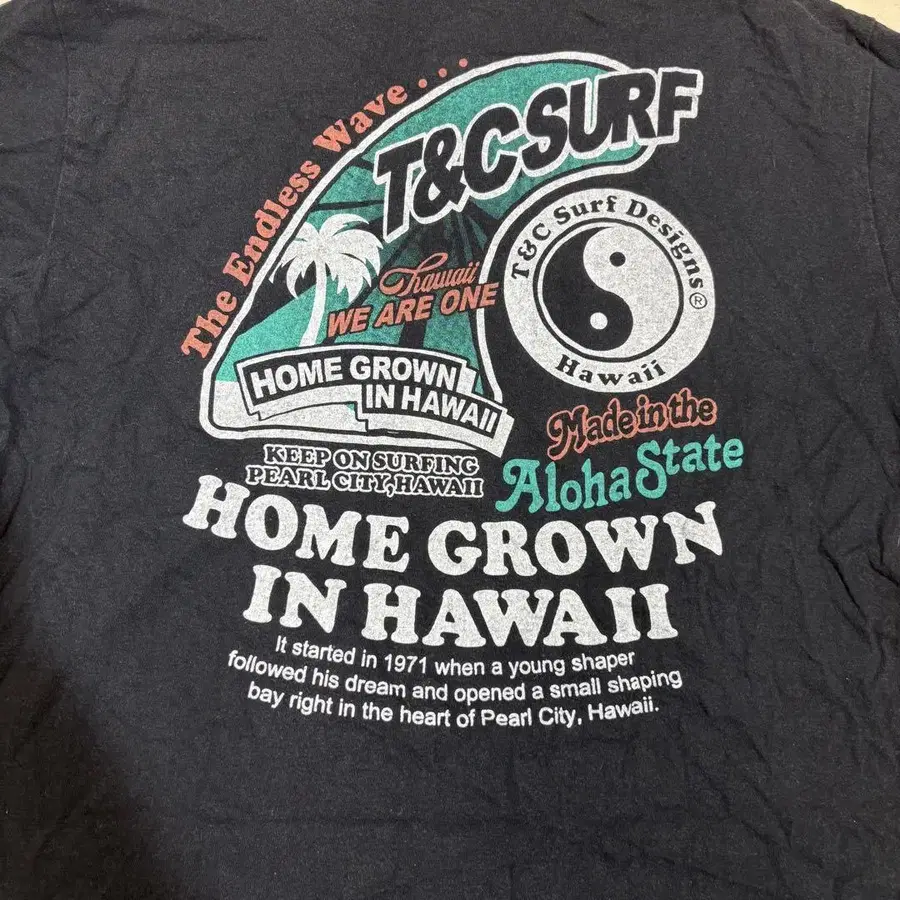 The Endless Wave...
T&C SURF
Hawaii
WE ARE ONE
HOME GROWN
IN HAWAII
T&C Surf Designs
®
Hawaii
KEEP ON SURFING
PEARL CITY, HAWAII
Made in the
Aloha State
HOME GROWN
IN HAWAII
It started in 1971 when a young shaper
followed his dream and opened a small shaping
bay right in the heart of Pearl City, Hawaii.